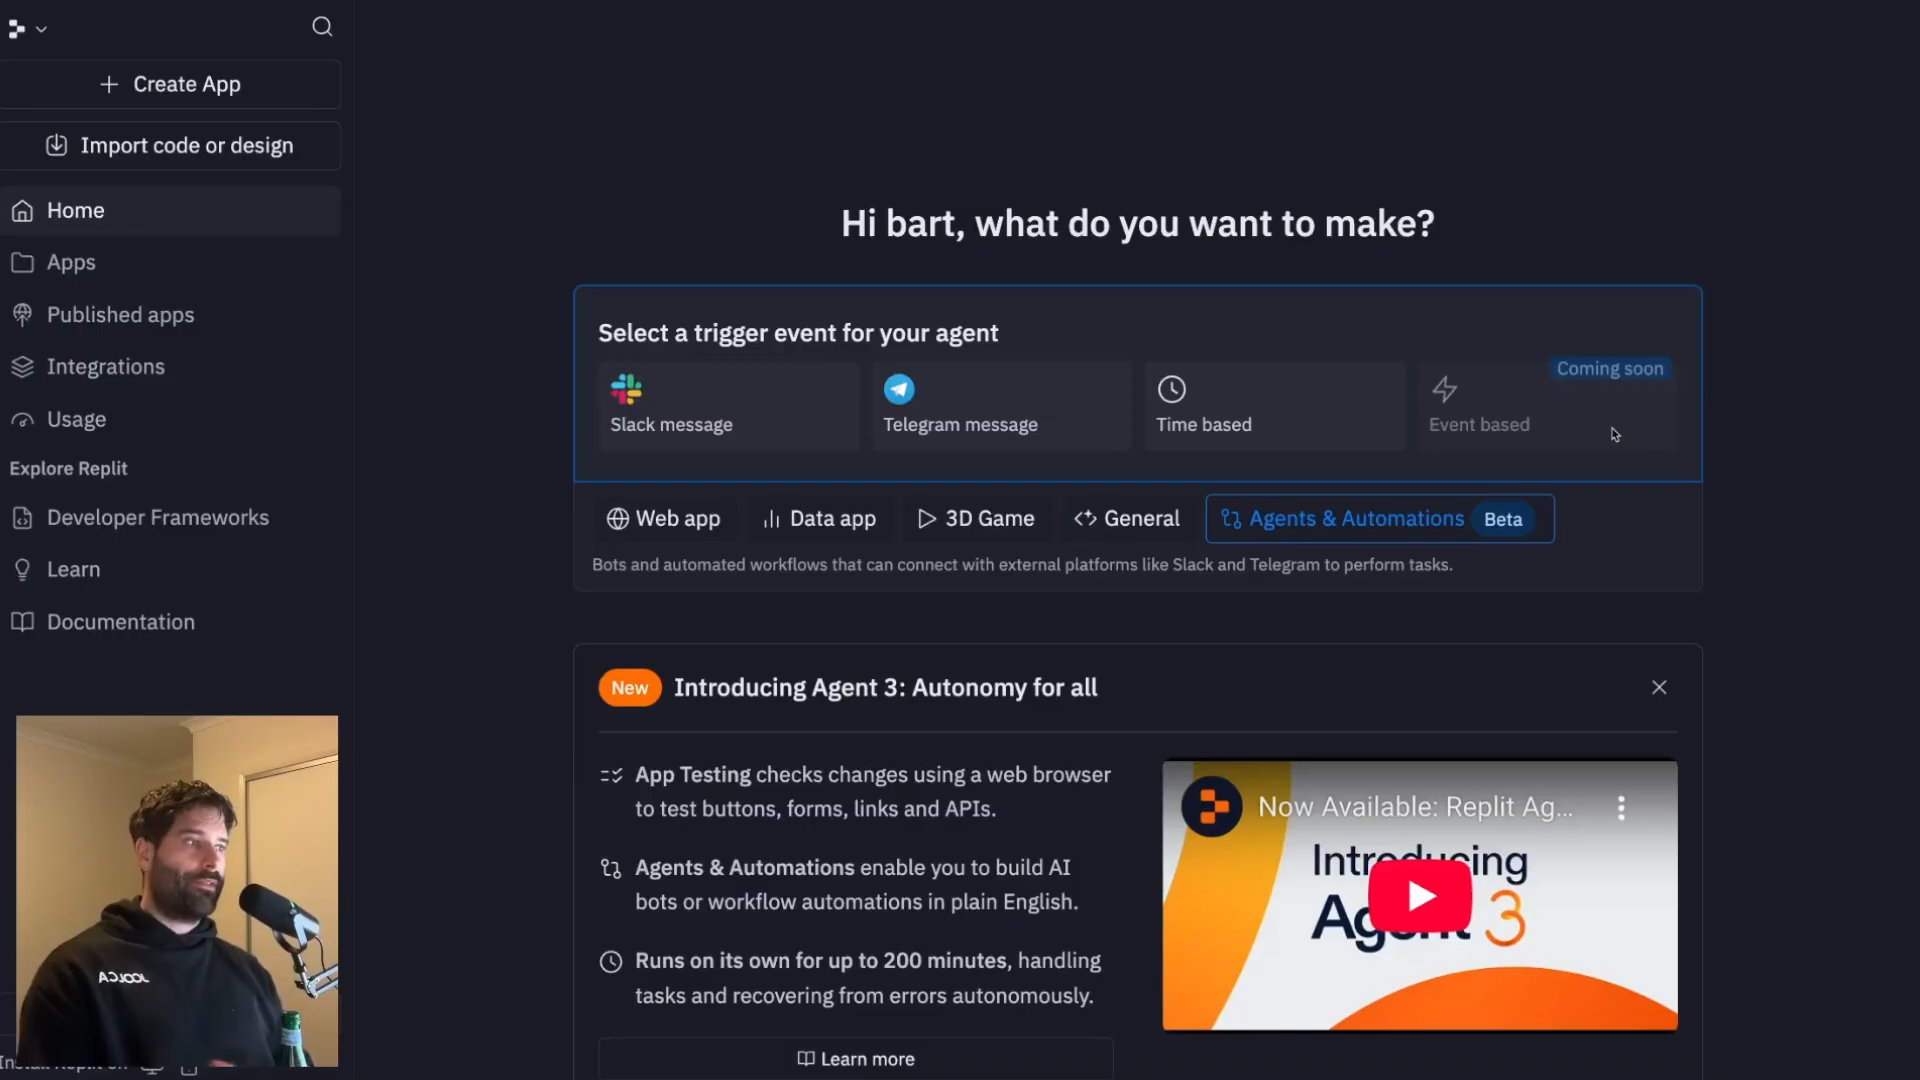 Create App
Import code or design
Home
Apps
Published apps
Integrations
Usage
Explore Replit
Developer Frameworks
Learn
Documentation
Hi bart, what do you want to make?
Select a trigger event for your agent
Slack message
Telegram message
Time based
Coming soon
Event based
Web app
Data app
3D Game
General
Agents & Automations Beta
Bots and automated workflows that can connect with external platforms like Slack and Telegram to perform tasks.
New Introducing Agent 3: Autonomy for all
App Testing checks changes using a web browser
to test buttons, forms, links and APIs.
Agents & Automations enable you to build AI
bots or workflow automations in plain English.
Runs on its own for up to 200 minutes, handling
tasks and recovering from errors autonomously.
Learn more
Now Available: Replit Ag...
Introducing
Agent 3